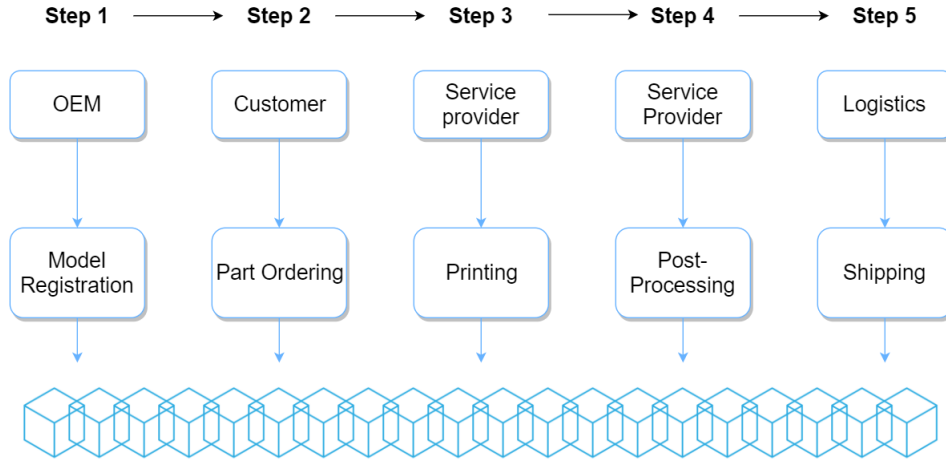 Step 1
Step 2
Step 3
Step 4
Step 5
OEM
Customer
Service
provider
Service
Provider
Logistics
Model
Registration
Part Ordering
Printing
Post-
Processing
Shipping